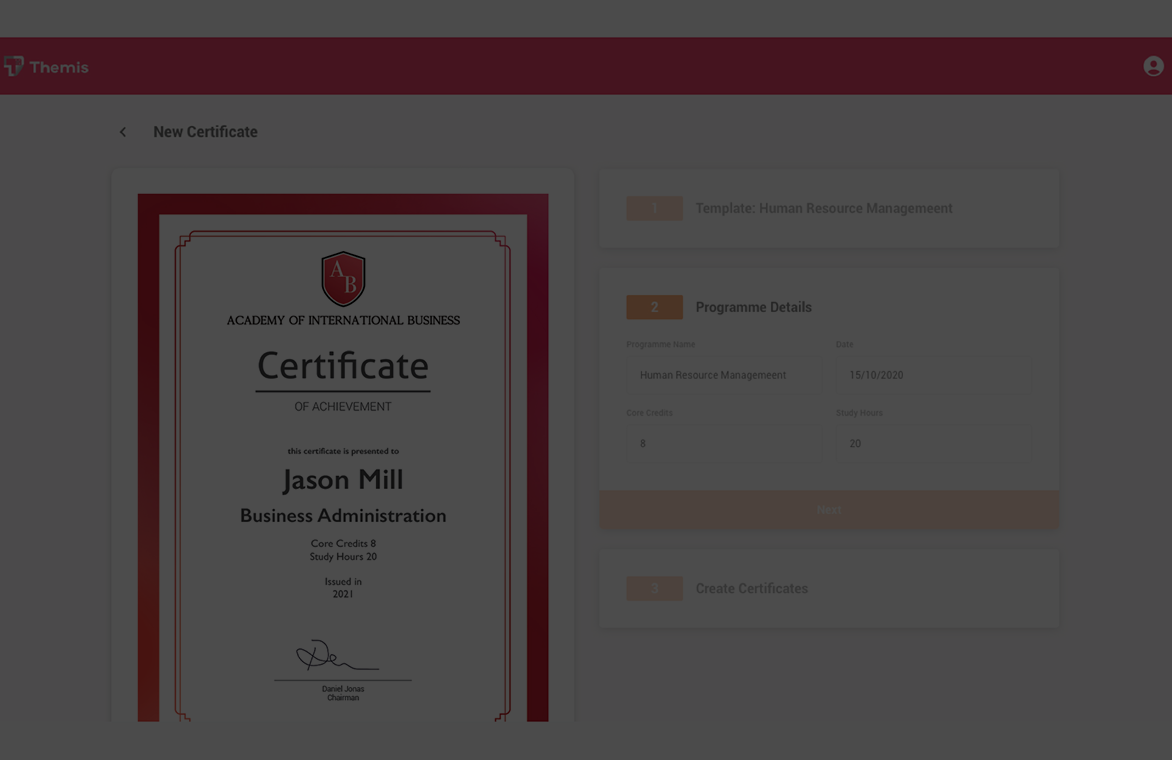 Themis
New Certificate
A
B
ACADEMY OF INTERNATIONAL BUSINESS
Certificate
OF ACHIEVEMENT
this certificate is presented to
Jason Mill
Business Administration
Core Credits 8
Study Hours 20
Issued in
2021
Daniel Jonas
Chairman
1 Template: Human Resource Managemeent
2 Programme Details
Programme Name Date
Human Resource Managemeent 15/10/2020
Core Credits Study Hours
8 20
Next
3 Create Certificates